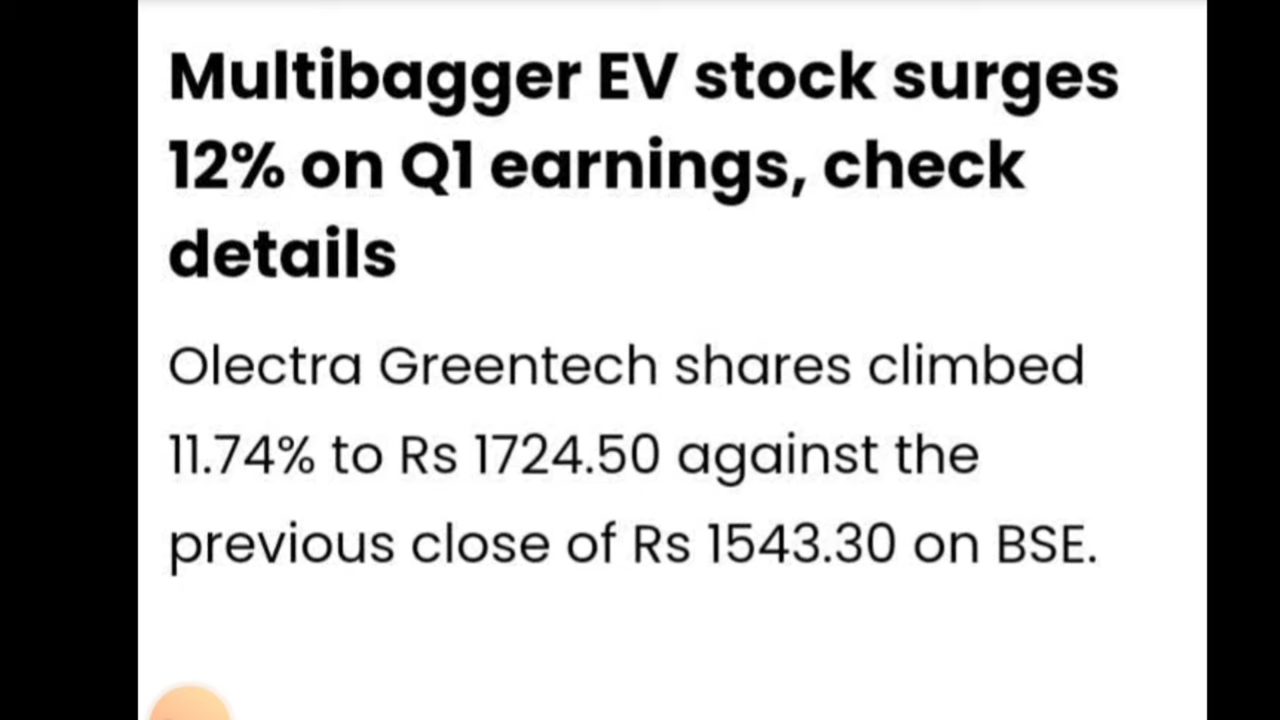 Multibagger EV stock surges
12% on Q1 earnings, check
details
Olectra Greentech shares climbed
11.74% to Rs 1724.50 against the
previous close of Rs 1543.30 on BSE.